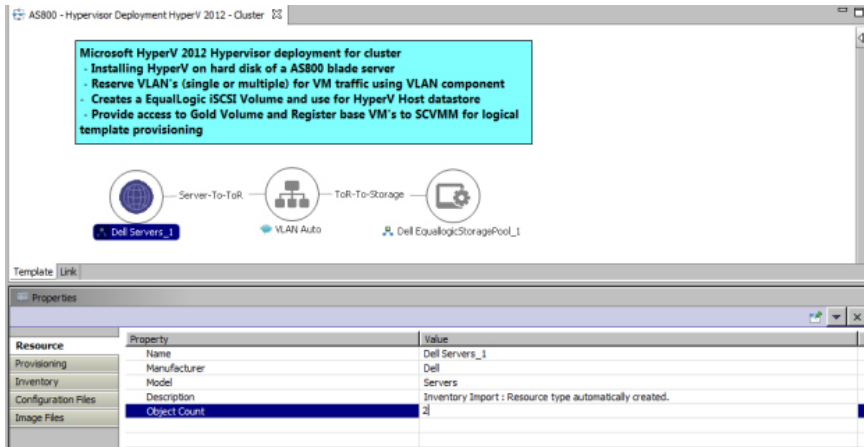 AS800 - Hypervisor Deployment HyperV 2012 - Cluster
Microsoft HyperV 2012 Hypervisor deployment for cluster
- Installing HyperV on hard disk of a AS800 blade server
- Reserve VLAN's (single or multiple) for VM traffic using VLAN component
- Creates a EqualLogic iSCSI Volume and use for HyperV Host datastore
- Provide access to Gold Volume and Register base VM's to SCVMM for logical
template provisioning
Server-To-ToR
ToR-To-Storage
Dell Servers_1
VLAN Auto
Dell EquallogicStoragePool_1
Template Link
Properties
Resource
Provisioning
Inventory
Configuration Files
Image Files
Property Value
Name Dell Servers_1
Manufacturer Dell
Model Servers
Description Inventory Import : Resource type automatically created.
Object Count 2